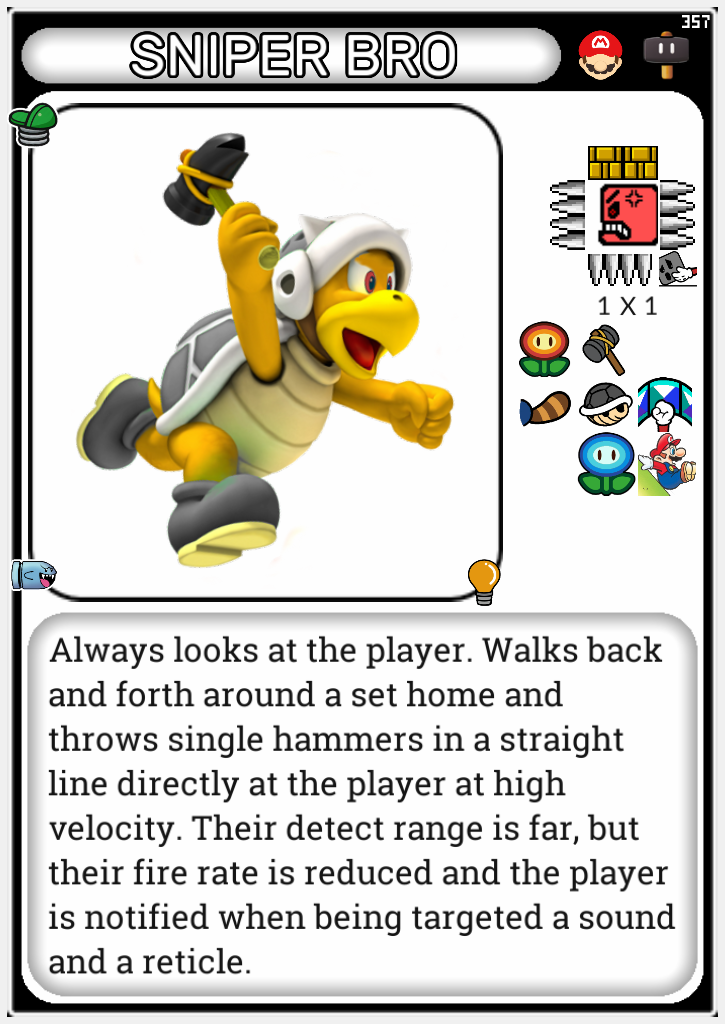 357
SNIPER BRO
1 X 1
Always looks at the player. Walks back
and forth around a set home and
throws single hammers in a straight
line directly at the player at high
velocity. Their detect range is far, but
their fire rate is reduced and the player
is notified when being targeted a sound
and a reticle.